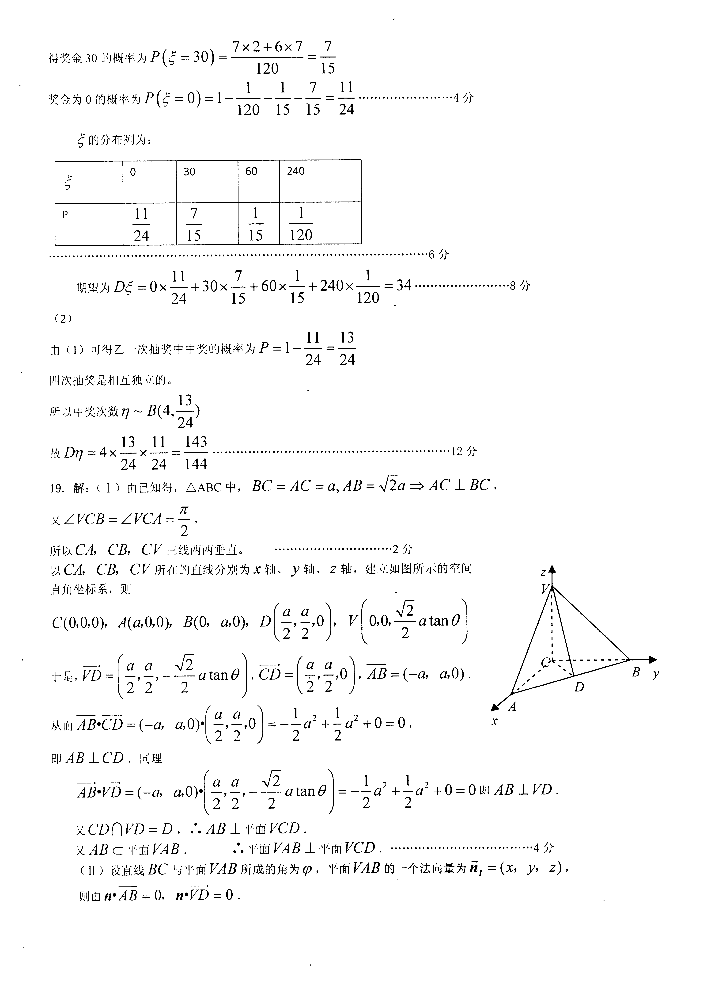 得奖金 30 的概率为 P(ξ = 30) = (7×2+6×7)/120 = 7/15
奖金为 0 的概率为 P(ξ = 0) = 1 − 1/120 − 1/15 − 7/15 = 11/24 ……………………4 分
ξ 的分布列为：
ξ 0 30 60 240
P 11/24 7/15 1/15 1/120
………………………………………………………………………………6 分
期望为 Dξ = 0× 11/24 + 30× 7/15 + 60× 1/15 + 240× 1/120 = 34 ……………………8 分
（2）
由（1）可得乙一次抽奖中中奖的概率为 P = 1 − 11/24 = 13/24
四次抽奖是相互独立的。
所以中奖次数 η ~ B(4, 13/24)
故 Dη = 4× 13/24 × 11/24 = 143/144 ……………………………………………………12 分
19. 解：（Ⅰ）由已知得，△ABC 中， BC = AC = a, AB = √2a ⇒ AC ⊥ BC，
又 ∠VCB = ∠VCA = π/2，
所以 CA， CB， CV 三线两两垂直。 …………………………2 分
以 CA， CB， CV 所在的直线分别为 x 轴、 y 轴、 z 轴，建立如图所示的空间
直角坐标系，则
C(0,0,0)， A(a,0,0)， B(0， a,0)， D(a/2, a/2, 0)， V(0,0, √2/2 a tan θ)
于是, VD⃗ = (a/2, a/2, − √2/2 a tan θ), CD⃗ = (a/2, a/2, 0), AB⃗ = (−a， a,0) .
从而 AB⃗•CD⃗ = (−a， a,0)•(a/2, a/2, 0) = − 1/2 a² + 1/2 a² + 0 = 0，
即 AB ⊥ CD . 同理
AB⃗•VD⃗ = (−a， a,0)•(a/2, a/2, − √2/2 a tan θ) = − 1/2 a² + 1/2 a² + 0 = 0 即 AB ⊥ VD .
又 CD⋂VD = D， ∴ AB ⊥ 平面 VCD .
又 AB ⊂ 平面 VAB . ∴ 平面 VAB ⊥ 平面 VCD . ………………………………4 分
（Ⅱ）设直线 BC 与平面 VAB 所成的角为 φ，平面 VAB 的一个法向量为 n⃗₁ = (x， y， z)，
则由 n•AB⃗ = 0， n•VD⃗ = 0 .
z
V
C
B
y
D
A
x